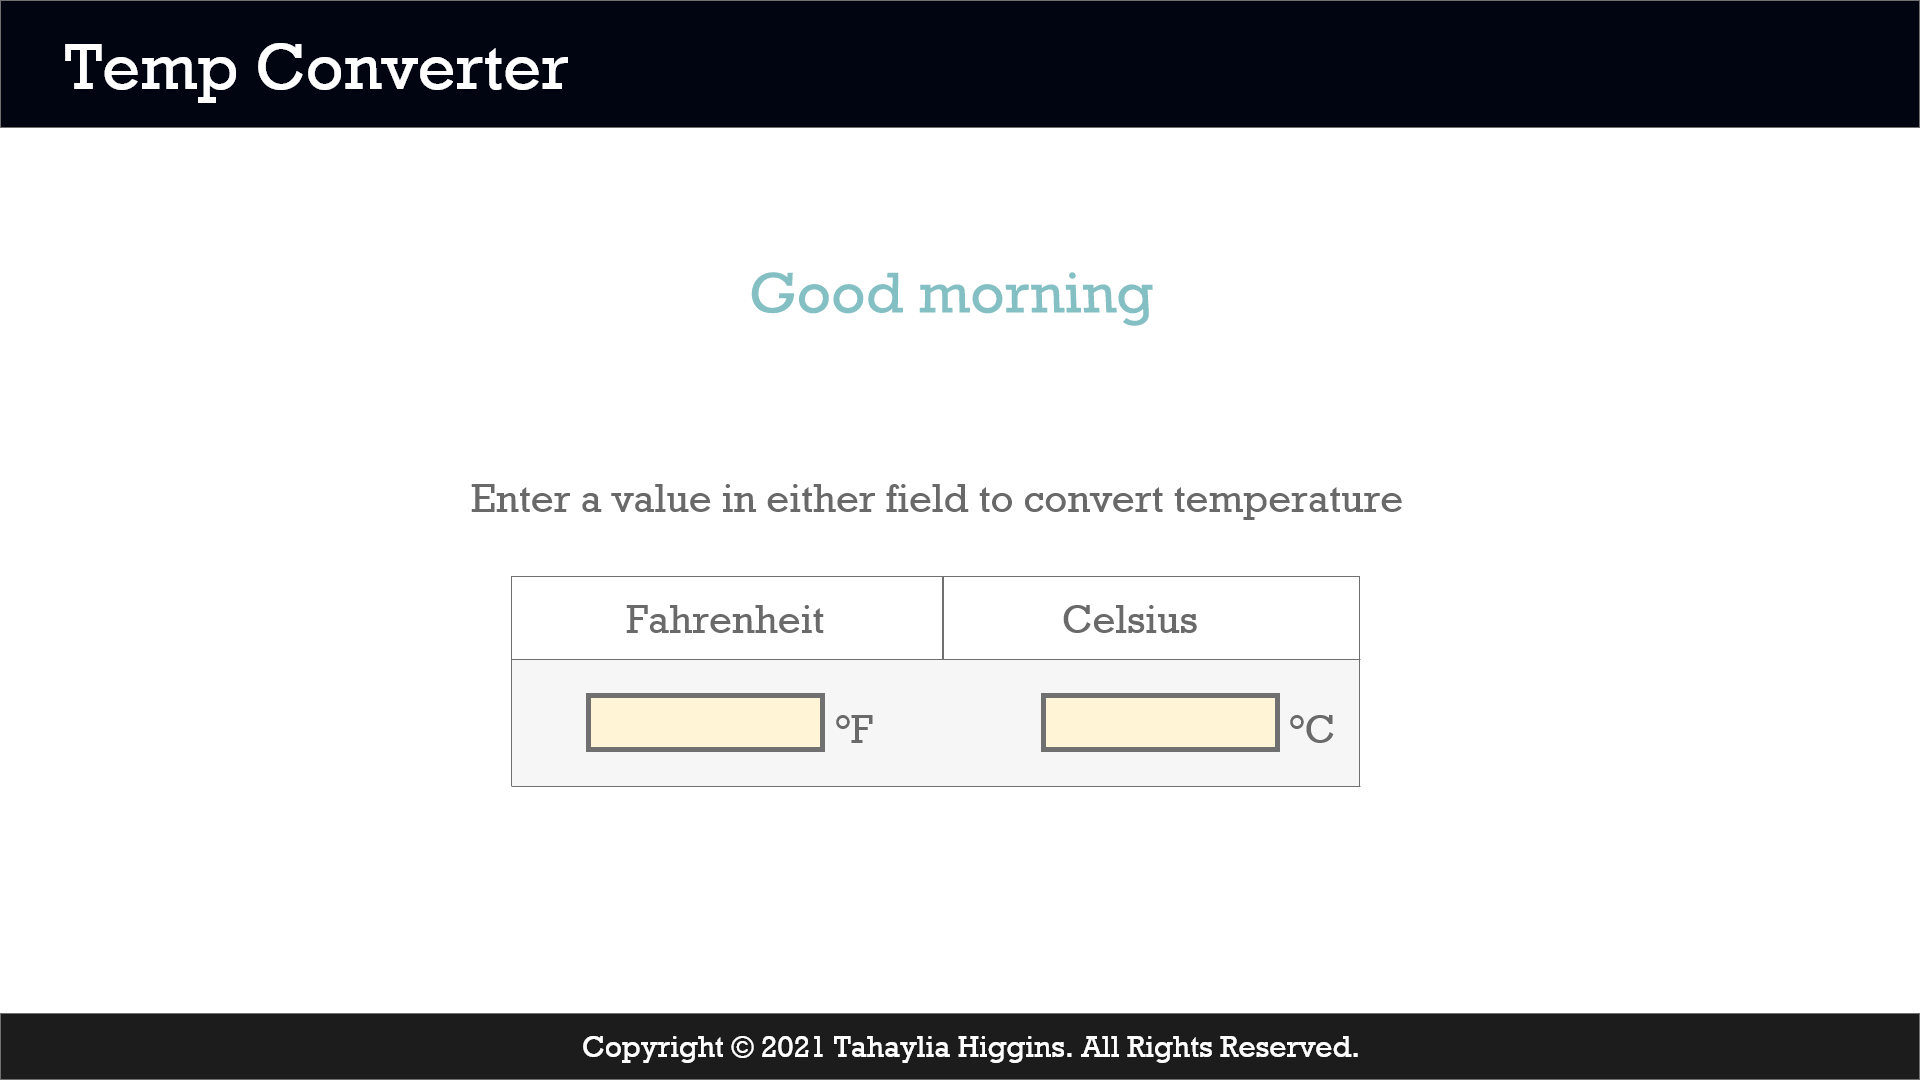 Temp Converter
Good morning
Enter a value in either field to convert temperature
Fahrenheit
Celsius
°F
°C
Copyright © 2021 Tahaylia Higgins. All Rights Reserved.